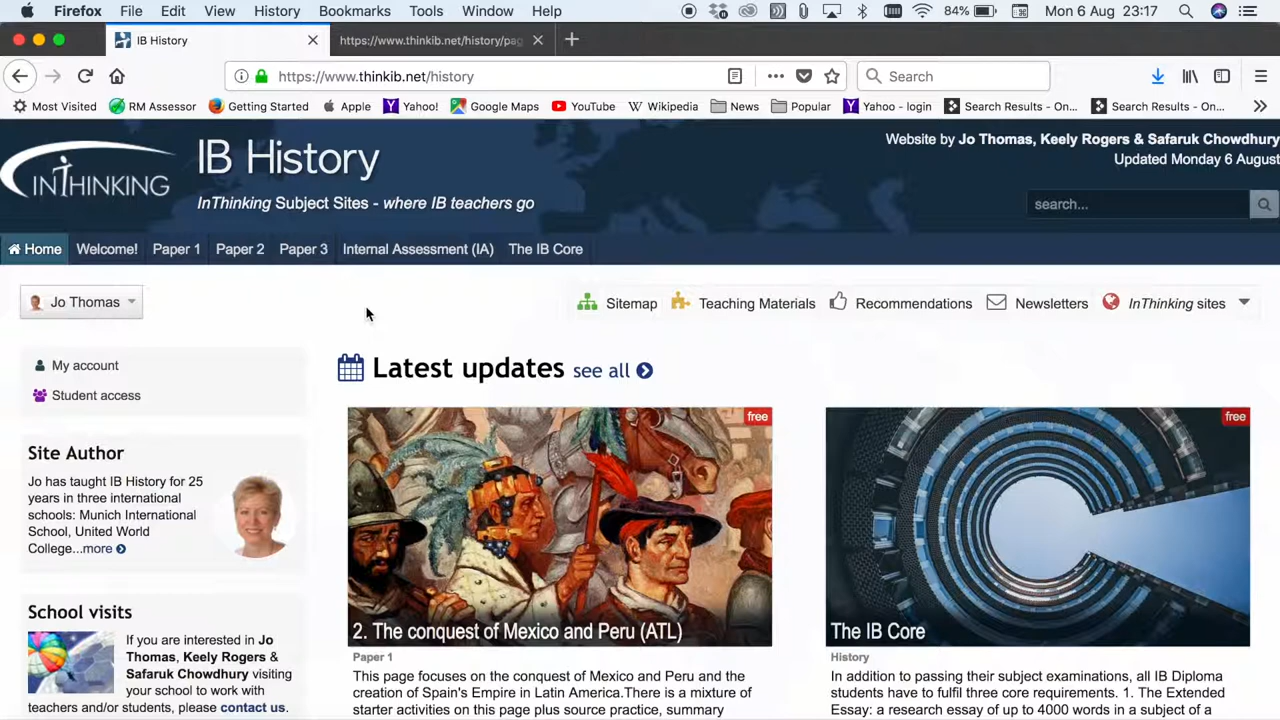 Firefox File Edit View History Bookmarks Tools Window Help 84% Mon 6 Aug 23:17
IB History https://www.thinkib.net/history/pag
https://www.thinkib.net/history Search
Most Visited RM Assessor Getting Started Apple Yahoo! Google Maps YouTube Wikipedia News Popular Yahoo - login Search Results - On... Search Results - On...
Website by Jo Thomas, Keely Rogers & Safaruk Chowdhury
Updated Monday 6 August
INTHINKING
IB History
InThinking Subject Sites - where IB teachers go
search...
Home Welcome! Paper 1 Paper 2 Paper 3 Internal Assessment (IA) The IB Core
Jo Thomas Sitemap Teaching Materials Recommendations Newsletters InThinking sites
My account
Student access
Site Author
Jo has taught IB History for 25
years in three international
schools: Munich International
School, United World
College...more
School visits
If you are interested in Jo
Thomas, Keely Rogers &
Safaruk Chowdhury visiting
your school to work with
teachers and/or students, please contact us.
Latest updates see all
free
2. The conquest of Mexico and Peru (ATL)
Paper 1
This page focuses on the conquest of Mexico and Peru and the
creation of Spain's Empire in Latin America.There is a mixture of
starter activities on this page plus source practice, summary
free
The IB Core
History
In addition to passing their subject examinations, all IB Diploma
students have to fulfil three core requirements. 1. The Extended
Essay: a research essay of up to 4000 words in a subject of a